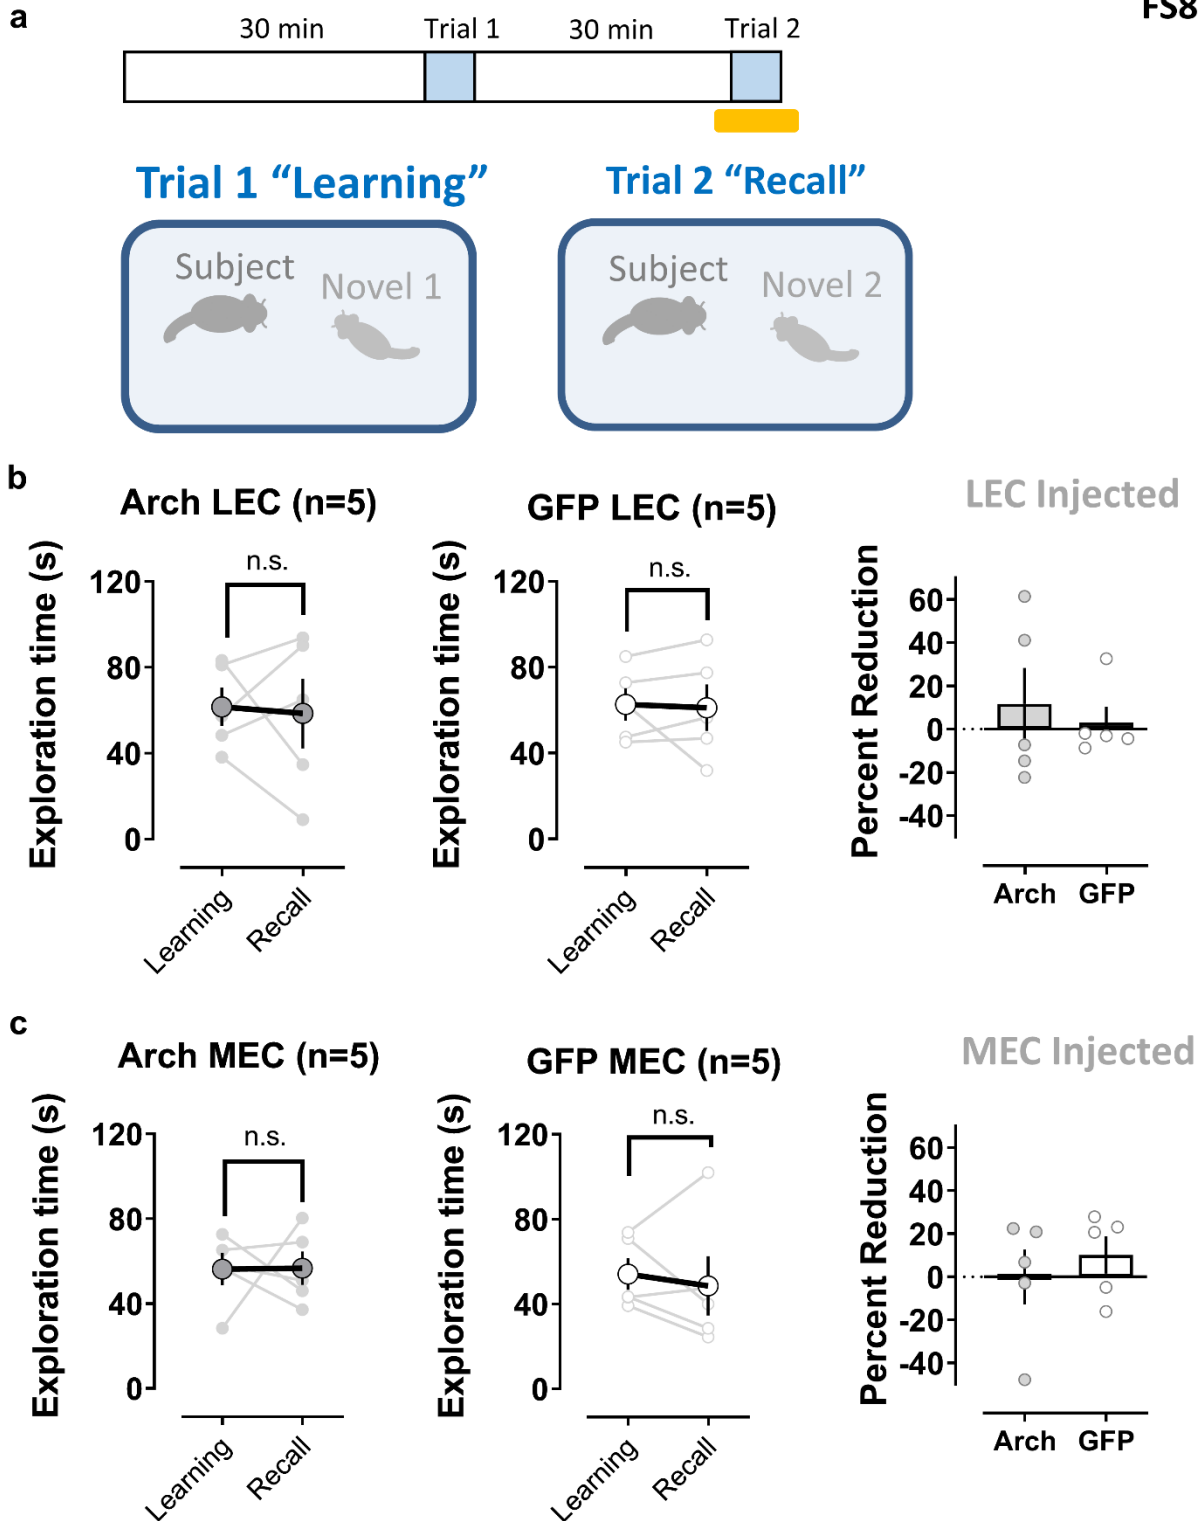 FS8
a
30 min Trial 1 30 min Trial 2
Trial 1 “Learning” Trial 2 “Recall”
Subject Novel 1 Subject Novel 2
b
Arch LEC (n=5) GFP LEC (n=5) LEC Injected
Exploration time (s)
120
80
40
0
n.s.
Learning Recall
Exploration time (s)
120
80
40
0
n.s.
Learning Recall
Percent Reduction
60
40
20
0
-20
-40
Arch GFP
c
Arch MEC (n=5) GFP MEC (n=5) MEC Injected
Exploration time (s)
120
80
40
0
n.s.
Learning Recall
Exploration time (s)
120
80
40
0
n.s.
Learning Recall
Percent Reduction
60
40
20
0
-20
-40
Arch GFP